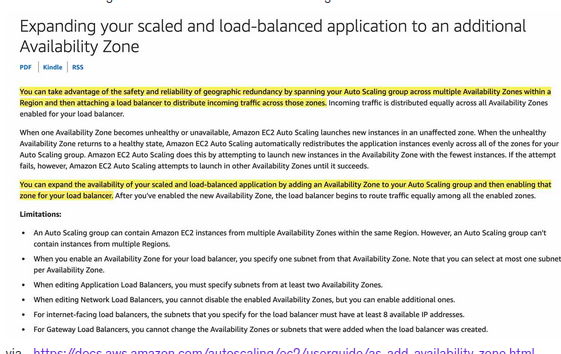 Expanding your scaled and load-balanced application to an additional
Availability Zone
PDF | Kindle | RSS
You can take advantage of the safety and reliability of geographic redundancy by spanning your Auto Scaling group across multiple Availability Zones within a
Region and then attaching a load balancer to distribute incoming traffic across those zones. Incoming traffic is distributed equally across all Availability Zones
enabled for your load balancer.
When one Availability Zone becomes unhealthy or unavailable, Amazon EC2 Auto Scaling launches new instances in an unaffected zone. When the unhealthy
Availability Zone returns to a healthy state, Amazon EC2 Auto Scaling automatically redistributes the application instances evenly across all of the zones for your
Auto Scaling group. Amazon EC2 Auto Scaling does this by attempting to launch new instances in the Availability Zone with the fewest instances. If the attempt
fails, however, Amazon EC2 Auto Scaling attempts to launch in other Availability Zones until it succeeds.
You can expand the availability of your scaled and load-balanced application by adding an Availability Zone to your Auto Scaling group and then enabling that
zone for your load balancer. After you've enabled the new Availability Zone, the load balancer begins to route traffic equally among all the enabled zones.
Limitations:
• An Auto Scaling group can contain Amazon EC2 instances from multiple Availability Zones within the same Region. However, an Auto Scaling group can't
contain instances from multiple Regions.
• When you enable an Availability Zone for your load balancer, you specify one subnet from that Availability Zone. Note that you can select at most one subnet
per Availability Zone.
• When editing Application Load Balancers, you must specify subnets from at least two Availability Zones.
• When editing Network Load Balancers, you cannot disable the enabled Availability Zones, but you can enable additional ones.
• For internet-facing load balancers, the subnets that you specify for the load balancer must have at least 8 available IP addresses.
• For Gateway Load Balancers, you cannot change the Availability Zones or subnets that were added when the load balancer was created.
via - https://docs.aws.amazon.com/autoscaling/ec2/userguide/as-add-availability-zone.html